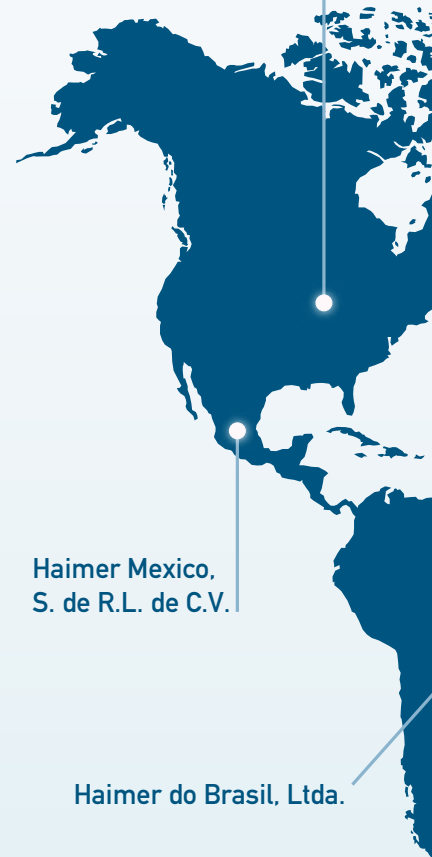 Haimer Mexico,
S. de R.L. de C.V.
Haimer do Brasil, Ltda.